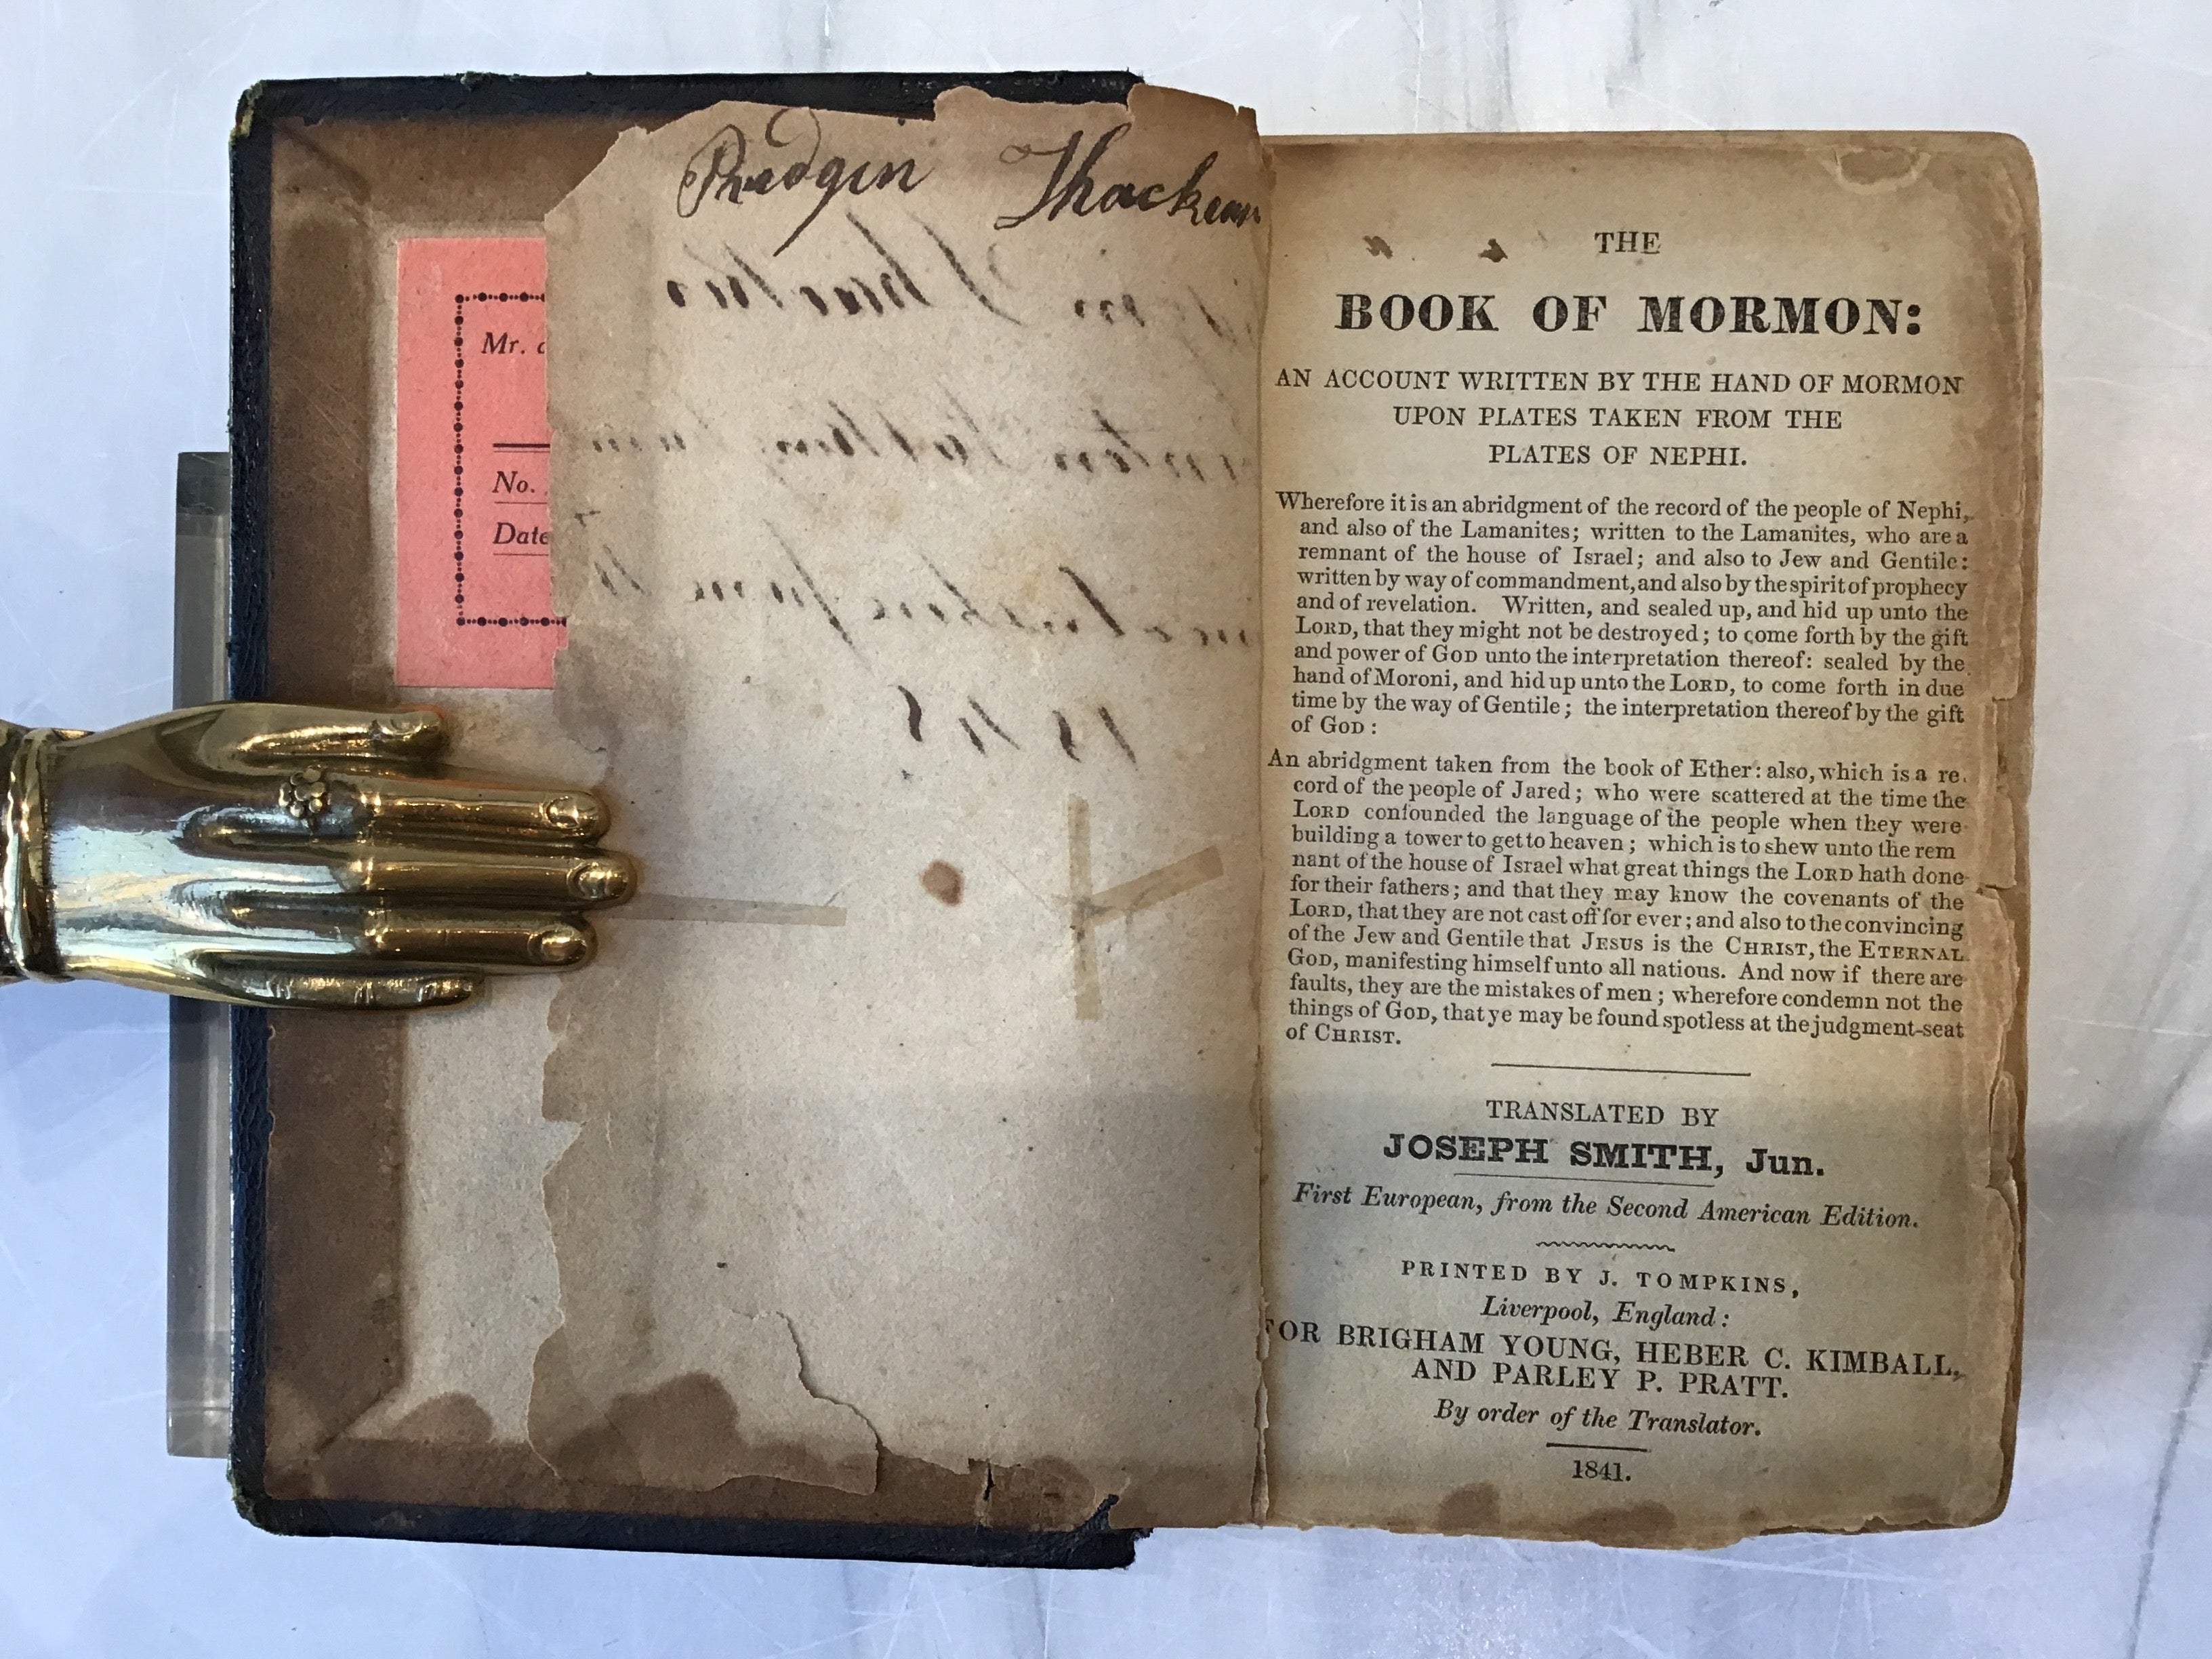 Mr.
No.
Date
THE
BOOK OF MORMON:
AN ACCOUNT WRITTEN BY THE HAND OF MORMON
UPON PLATES TAKEN FROM THE
PLATES OF NEPHI.
Wherefore it is an abridgment of the record of the people of Nephi,
and also of the Lamanites; written to the Lamanites, who are a
remnant of the house of Israel; and also to Jew and Gentile:
written by way of commandment, and also by the spirit of prophecy
and of revelation. Written, and sealed up, and hid up unto the
LORD, that they might not be destroyed; to come forth by the gift
and power of GOD unto the interpretation thereof: sealed by the
hand of Moroni, and hid up unto the LORD, to come forth in due
time by the way of Gentile; the interpretation thereof by the gift
of GOD:
An abridgment taken from the book of Ether: also, which is a re.
cord of the people of Jared; who were scattered at the time the
LORD confounded the language of the people when they were
building a tower to get to heaven; which is to shew unto the rem
nant of the house of Israel what great things the LORD hath done
for their fathers; and that they may know the covenants of the
LORD, that they are not cast off for ever; and also to the convincing
of the Jew and Gentile that JESUS is the CHRIST, the ETERNAL
GOD, manifesting himself unto all nations. And now if there are
faults, they are the mistakes of men; wherefore condemn not the
things of GOD, that ye may be found spotless at the judgment-seat
of CHRIST.
TRANSLATED BY
JOSEPH SMITH, Jun.
First European, from the Second American Edition.
PRINTED BY J. TOMPKINS,
Liverpool, England:
FOR BRIGHAM YOUNG, HEBER C. KIMBALL,
AND PARLEY P. PRATT.
By order of the Translator.
1841.